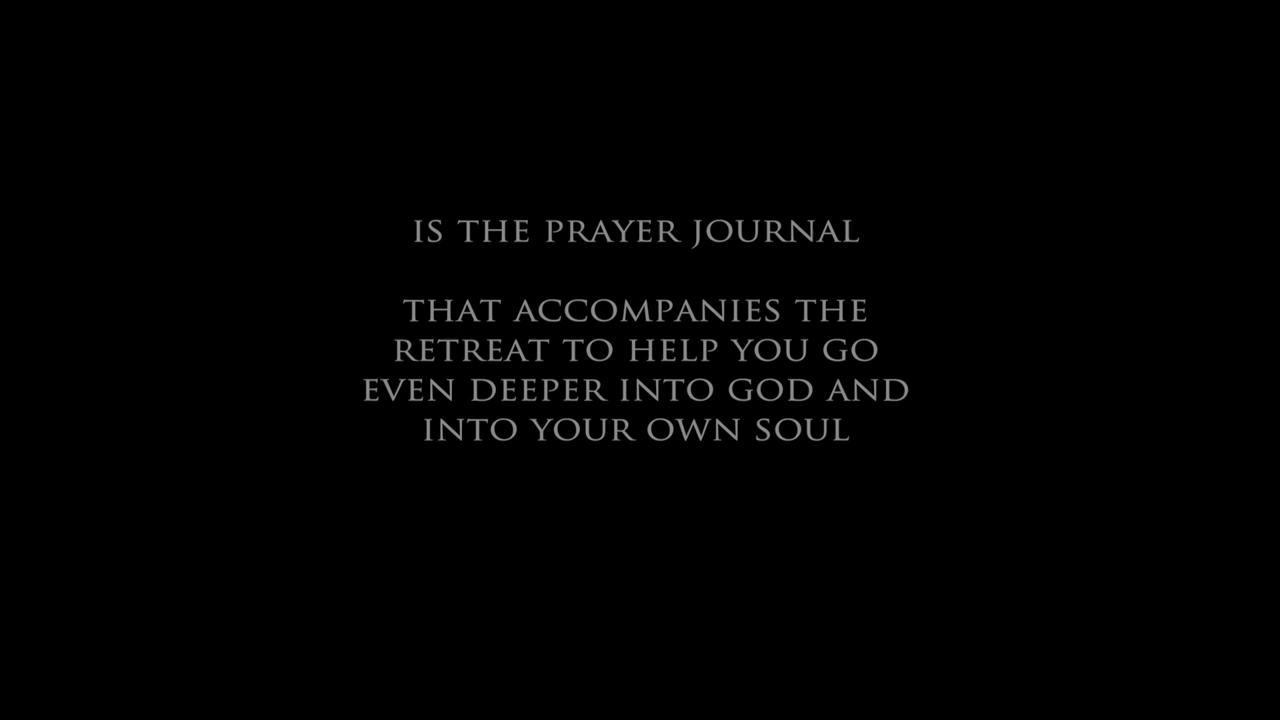 IS THE PRAYER JOURNAL
THAT ACCOMPANIES THE
RETREAT TO HELP YOU GO
EVEN DEEPER INTO GOD AND
INTO YOUR OWN SOUL